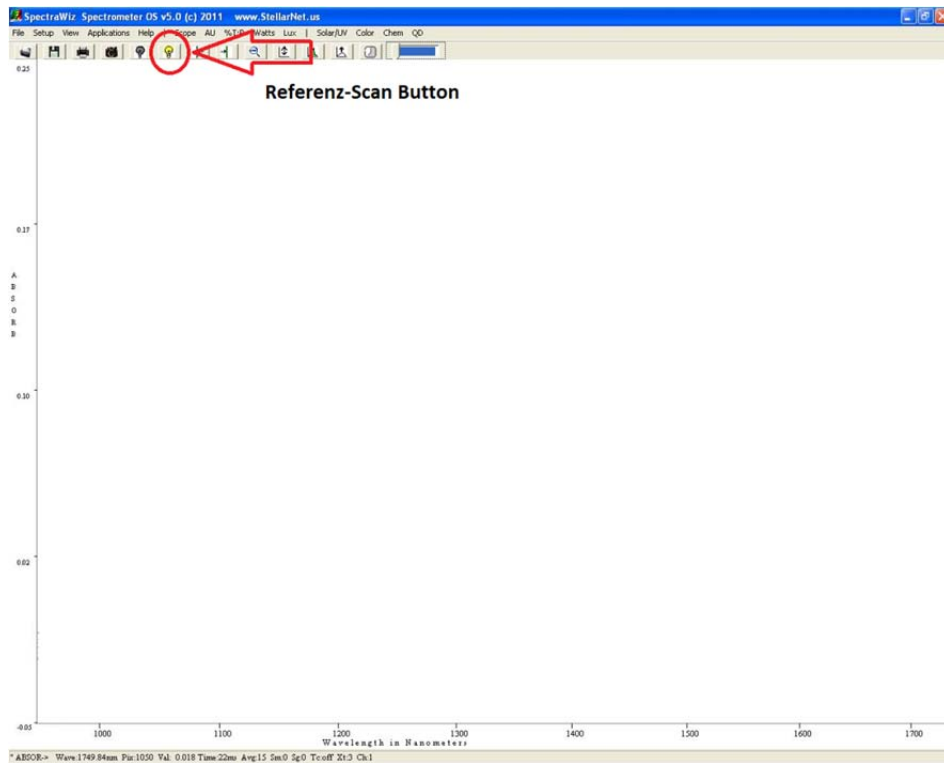 SpectraWiz Spectrometer OS v5.0 (c) 2011 www.StellarNet.us
File Setup View Applications Help | Scope AU %T/R Watts Lux | Solar/UV Color Chem QD
Referenz-Scan Button
0.25
0.17
ABSORB
0.10
0.02
-0.05
1000 1100 1200 1300 1400 1500 1600 1700
Wavelength in Nanometers
* ABSOR-> Wave:1749.84nm Pix:1050 Val: 0.018 Time:22ms Avg:15 Sm:0 Sg:0 Tc:off Xt:3 Ch:1